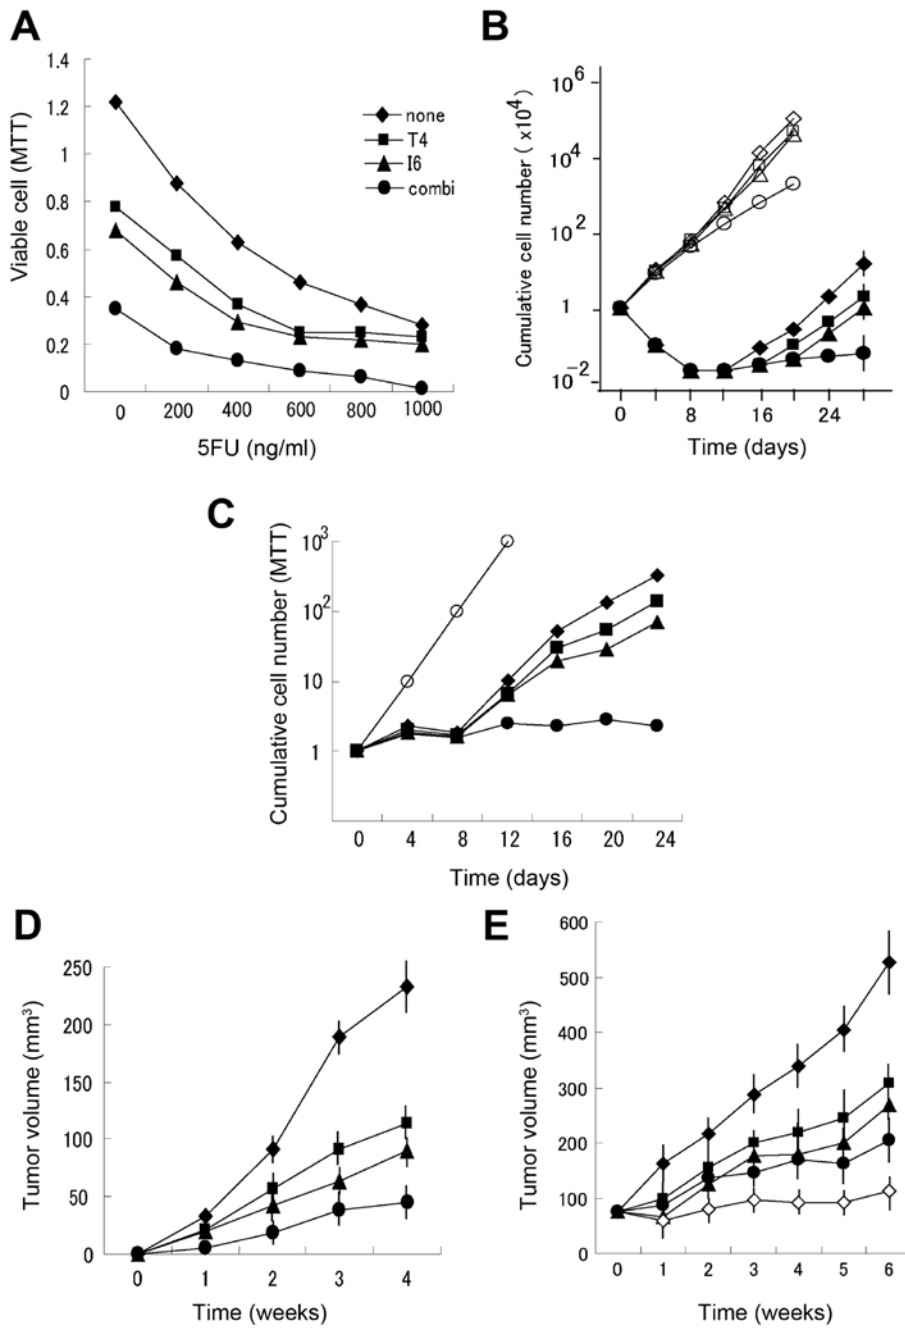 A
Viable cell (MTT)
1.4
1.2
1
0.8
0.6
0.4
0.2
0
none
T4
I6
combi
0 200 400 600 800 1000
5FU (ng/ml)
B
Cumulative cell number ( x10⁴)
10⁶
10⁴
10²
1
10⁻²
0 8 16 24
Time (days)
C
Cumulative cell number (MTT)
10³
10²
10
1
0 4 8 12 16 20 24
Time (days)
D
Tumor volume (mm³)
250
200
150
100
50
0
0 1 2 3 4
Time (weeks)
E
Tumor volume (mm³)
600
500
400
300
200
100
0
0 1 2 3 4 5 6
Time (weeks)